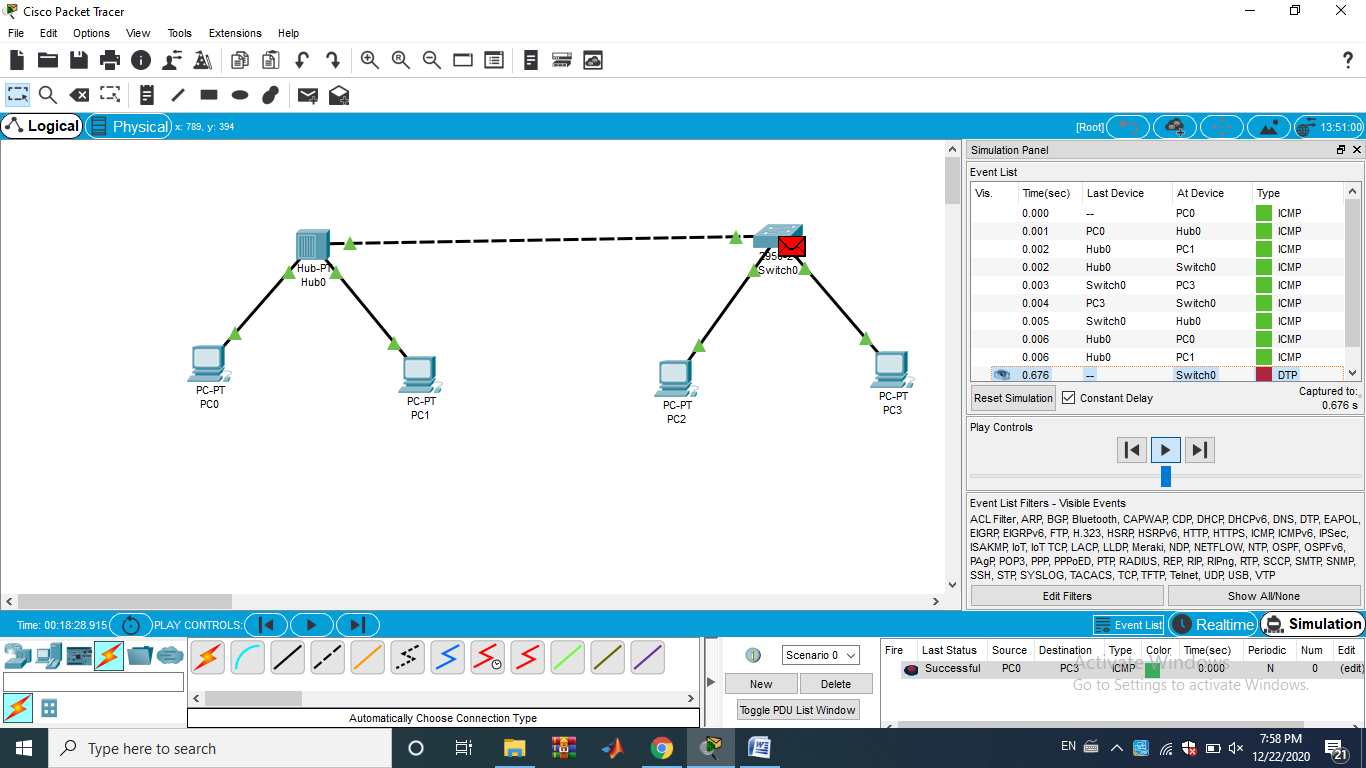 Cisco Packet Tracer
File Edit Options View Tools Extensions Help
?
Logical Physical x: 789, y: 394 [Root] 13:51:00
Simulation Panel
Event List
Vis. Time(sec) Last Device At Device Type
0.000 -- PC0 ICMP
0.001 PC0 Hub0 ICMP
0.002 Hub0 PC1 ICMP
0.002 Hub0 Switch0 ICMP
0.003 Switch0 PC3 ICMP
0.004 PC3 Switch0 ICMP
0.005 Switch0 Hub0 ICMP
0.006 Hub0 PC0 ICMP
0.006 Hub0 PC1 ICMP
0.676 -- Switch0 DTP
Reset Simulation Constant Delay Captured to:
0.676 s
Play Controls
Event List Filters - Visible Events
ACL Filter, ARP, BGP, Bluetooth, CAPWAP, CDP, DHCP, DHCPv6, DNS, DTP, EAPOL,
EIGRP, EIGRPv6, FTP, H.323, HSRP, HSRPv6, HTTP, HTTPS, ICMP, ICMPv6, IPSec,
ISAKMP, IoT, IoT TCP, LACP, LLDP, Meraki, NDP, NETFLOW, NTP, OSPF, OSPFv6,
PAgP, POP3, PPP, PPPoED, PTP, RADIUS, REP, RIP, RIPng, RTP, SCCP, SMTP, SNMP,
SSH, STP, SYSLOG, TACACS, TCP, TFTP, Telnet, UDP, USB, VTP
Edit Filters Show All/None
Hub-PT
Hub0
Switch0
PC-PT
PC0
PC-PT
PC1
PC-PT
PC2
PC-PT
PC3
Time: 00:18:28.915 PLAY CONTROLS: Event List Realtime Simulation
Automatically Choose Connection Type
Scenario 0
New Delete
Toggle PDU List Window
Fire Last Status Source Destination Type Color Time(sec) Periodic Num Edit
Successful PC0 PC3 ICMP 0.000 N 0 (edit)
Activate Windows
Go to Settings to activate Windows.
Type here to search
EN
7:58 PM
12/22/2020
21